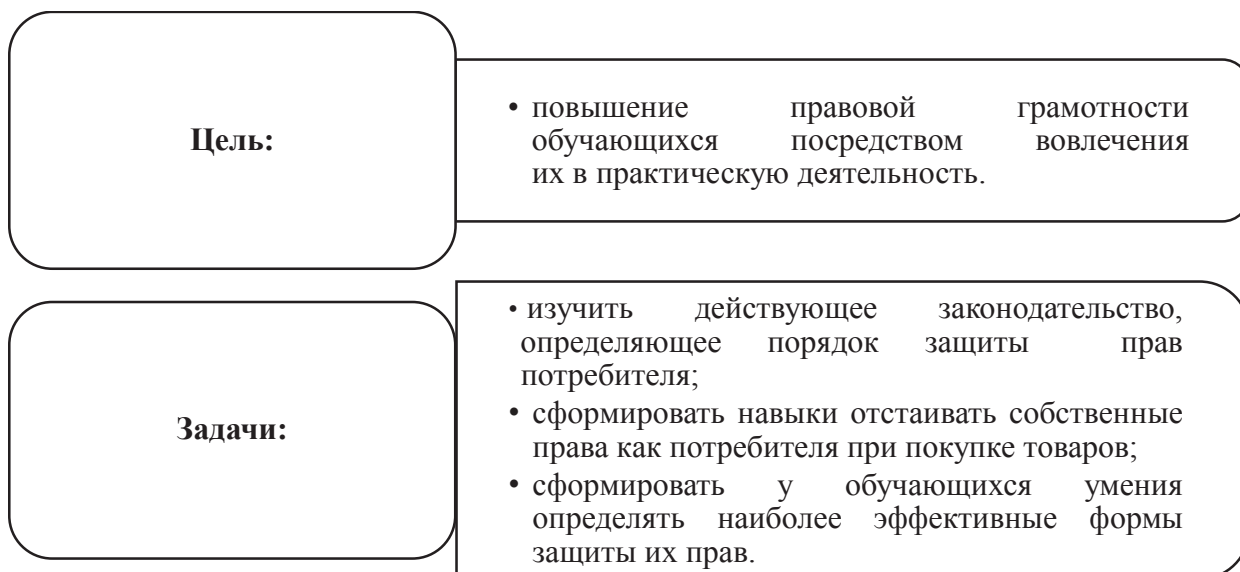 Цель:
• повышение правовой грамотности
обучающихся посредством вовлечения
их в практическую деятельность.
Задачи:
• изучить действующее законодательство,
определяющее порядок защиты прав
потребителя;
• сформировать навыки отстаивать собственные
права как потребителя при покупке товаров;
• сформировать у обучающихся умения
определять наиболее эффективные формы
защиты их прав.